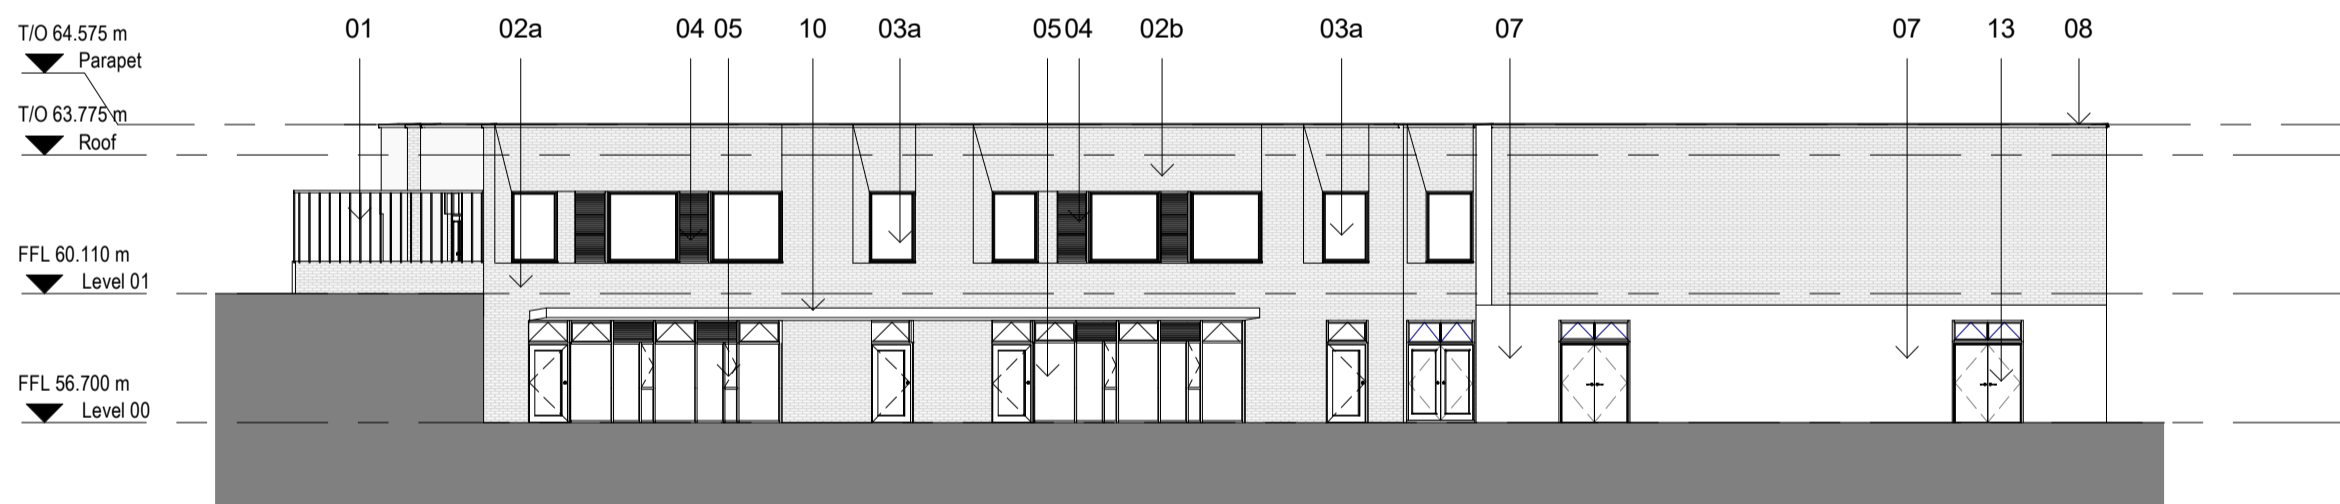 01 02a 04 05 10 03a 05 04 02b 03a 07 07 13 08
T/O 64.575 m
Parapet
T/O 63.775 m
Roof
FFL 60.110 m
Level 01
FFL 56.700 m
Level 00